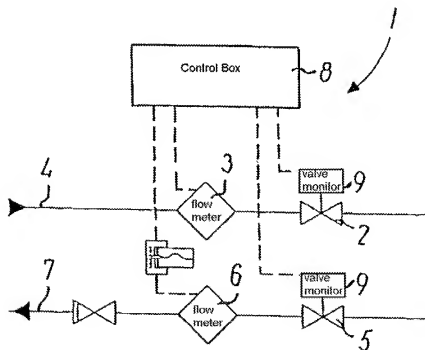 1
Control Box
8
4
3
flow
meter
valve
monitor
9
2
7
6
flow
meter
valve
monitor
9
5